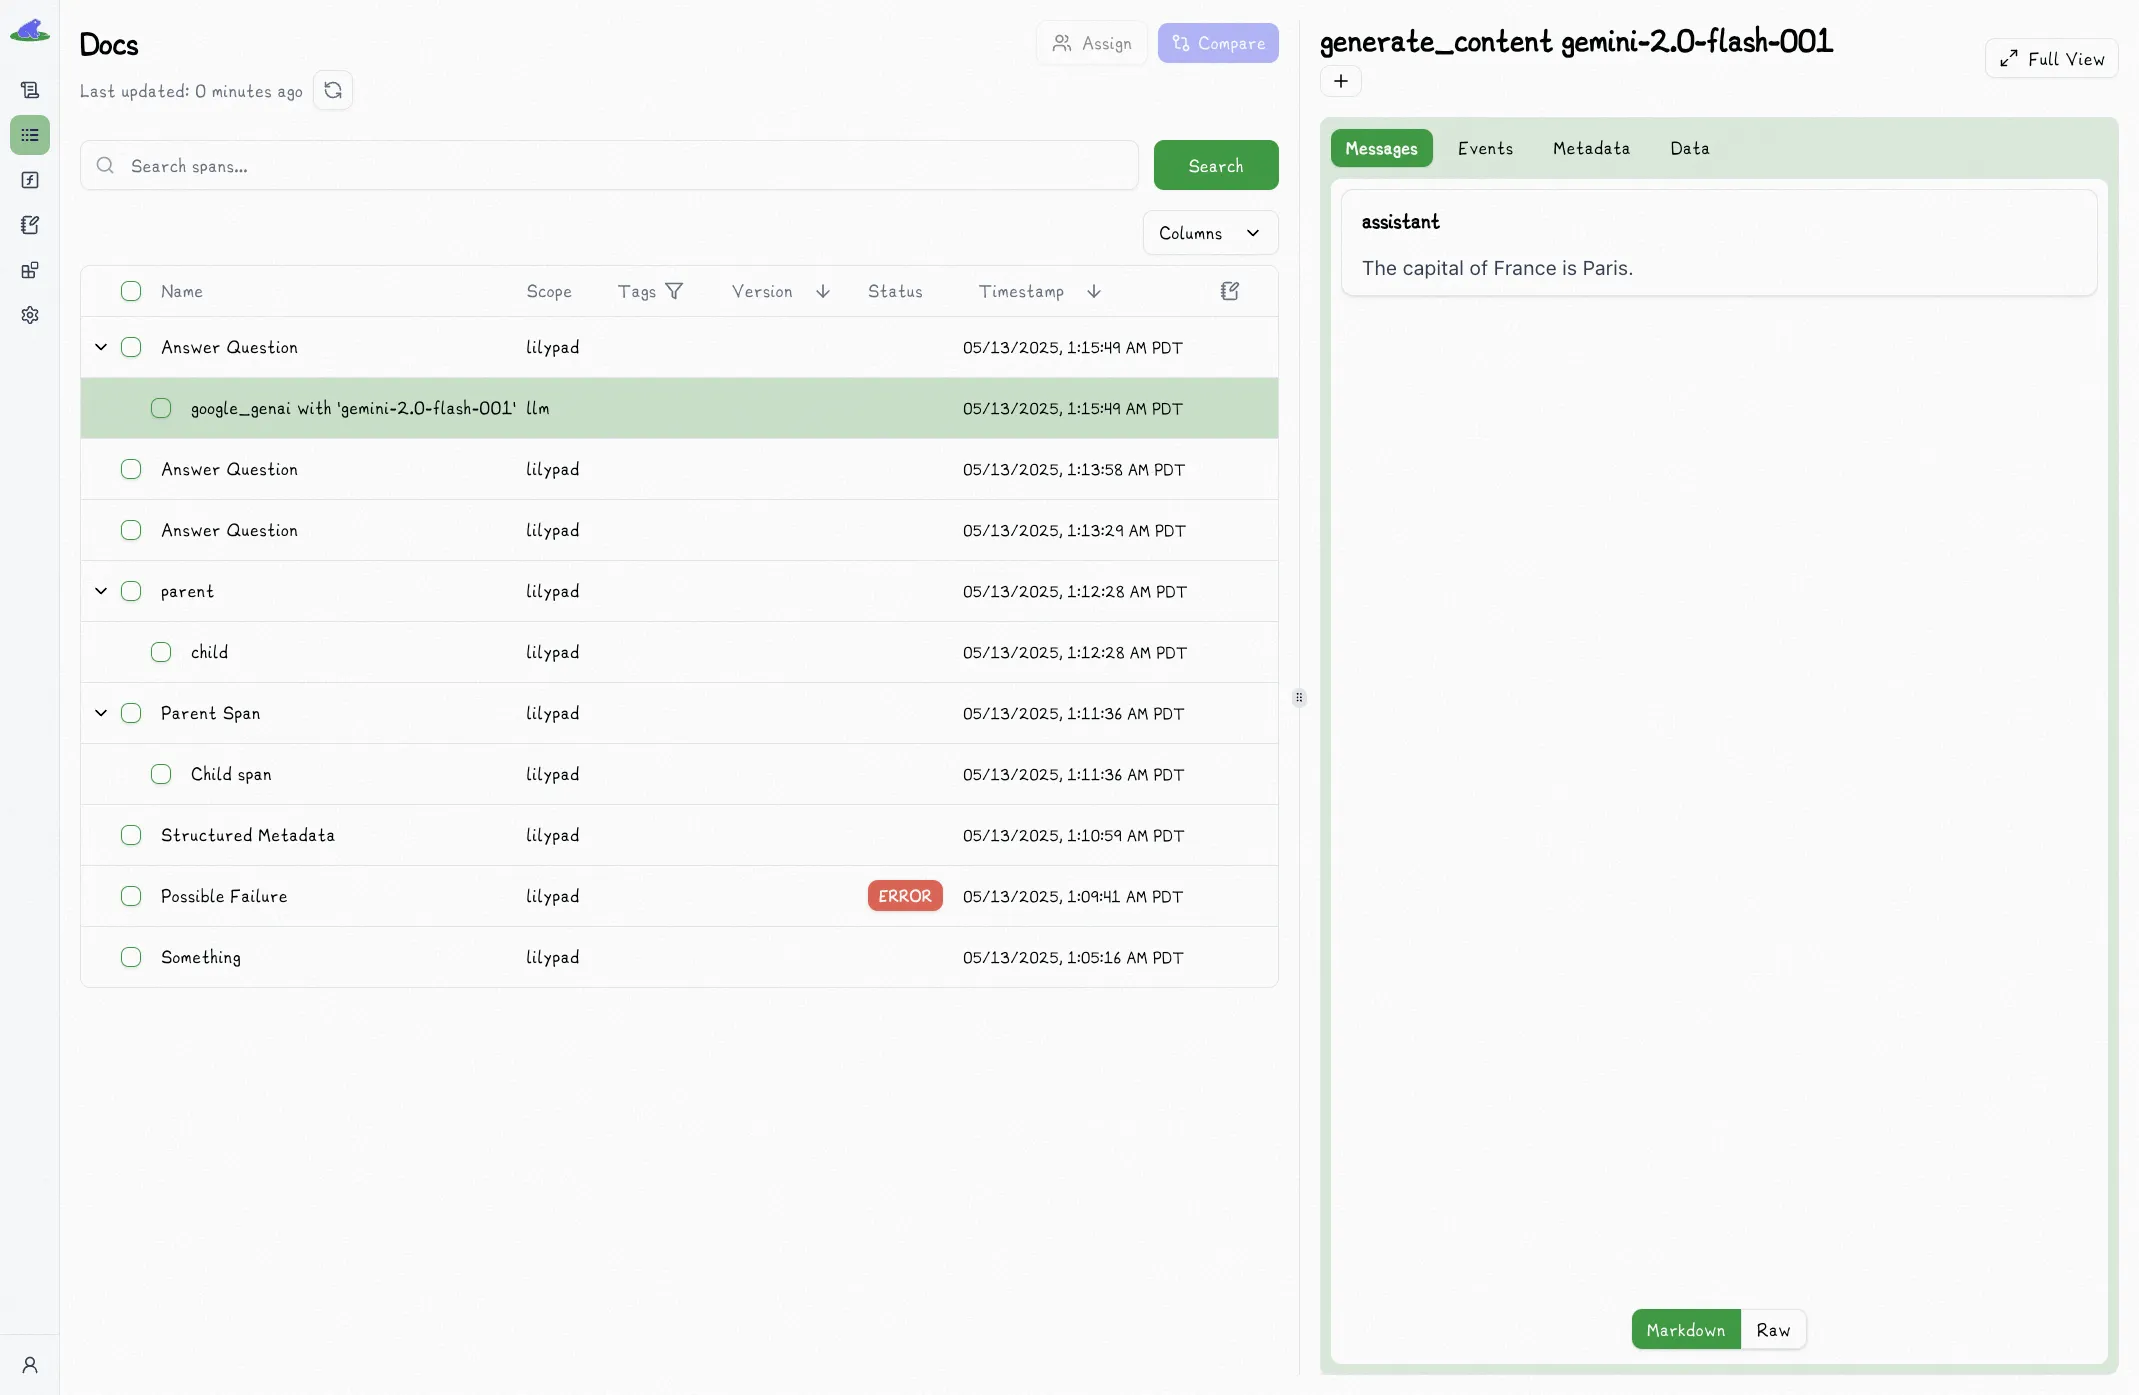 Docs
Assign
Compare
Last updated: 0 minutes ago
Search spans...
Search
Columns
Name Scope Tags Version Status Timestamp
Answer Question lilypad 05/13/2025, 1:15:49 AM PDT
google_genai with 'gemini-2.0-flash-001' llm 05/13/2025, 1:15:49 AM PDT
Answer Question lilypad 05/13/2025, 1:13:58 AM PDT
Answer Question lilypad 05/13/2025, 1:13:29 AM PDT
parent lilypad 05/13/2025, 1:12:28 AM PDT
child lilypad 05/13/2025, 1:12:28 AM PDT
Parent Span lilypad 05/13/2025, 1:11:36 AM PDT
Child span lilypad 05/13/2025, 1:11:36 AM PDT
Structured Metadata lilypad 05/13/2025, 1:10:59 AM PDT
Possible Failure lilypad ERROR 05/13/2025, 1:09:41 AM PDT
Something lilypad 05/13/2025, 1:05:16 AM PDT
generate_content gemini-2.0-flash-001
Full View
Messages Events Metadata Data
assistant
The capital of France is Paris.
Markdown Raw